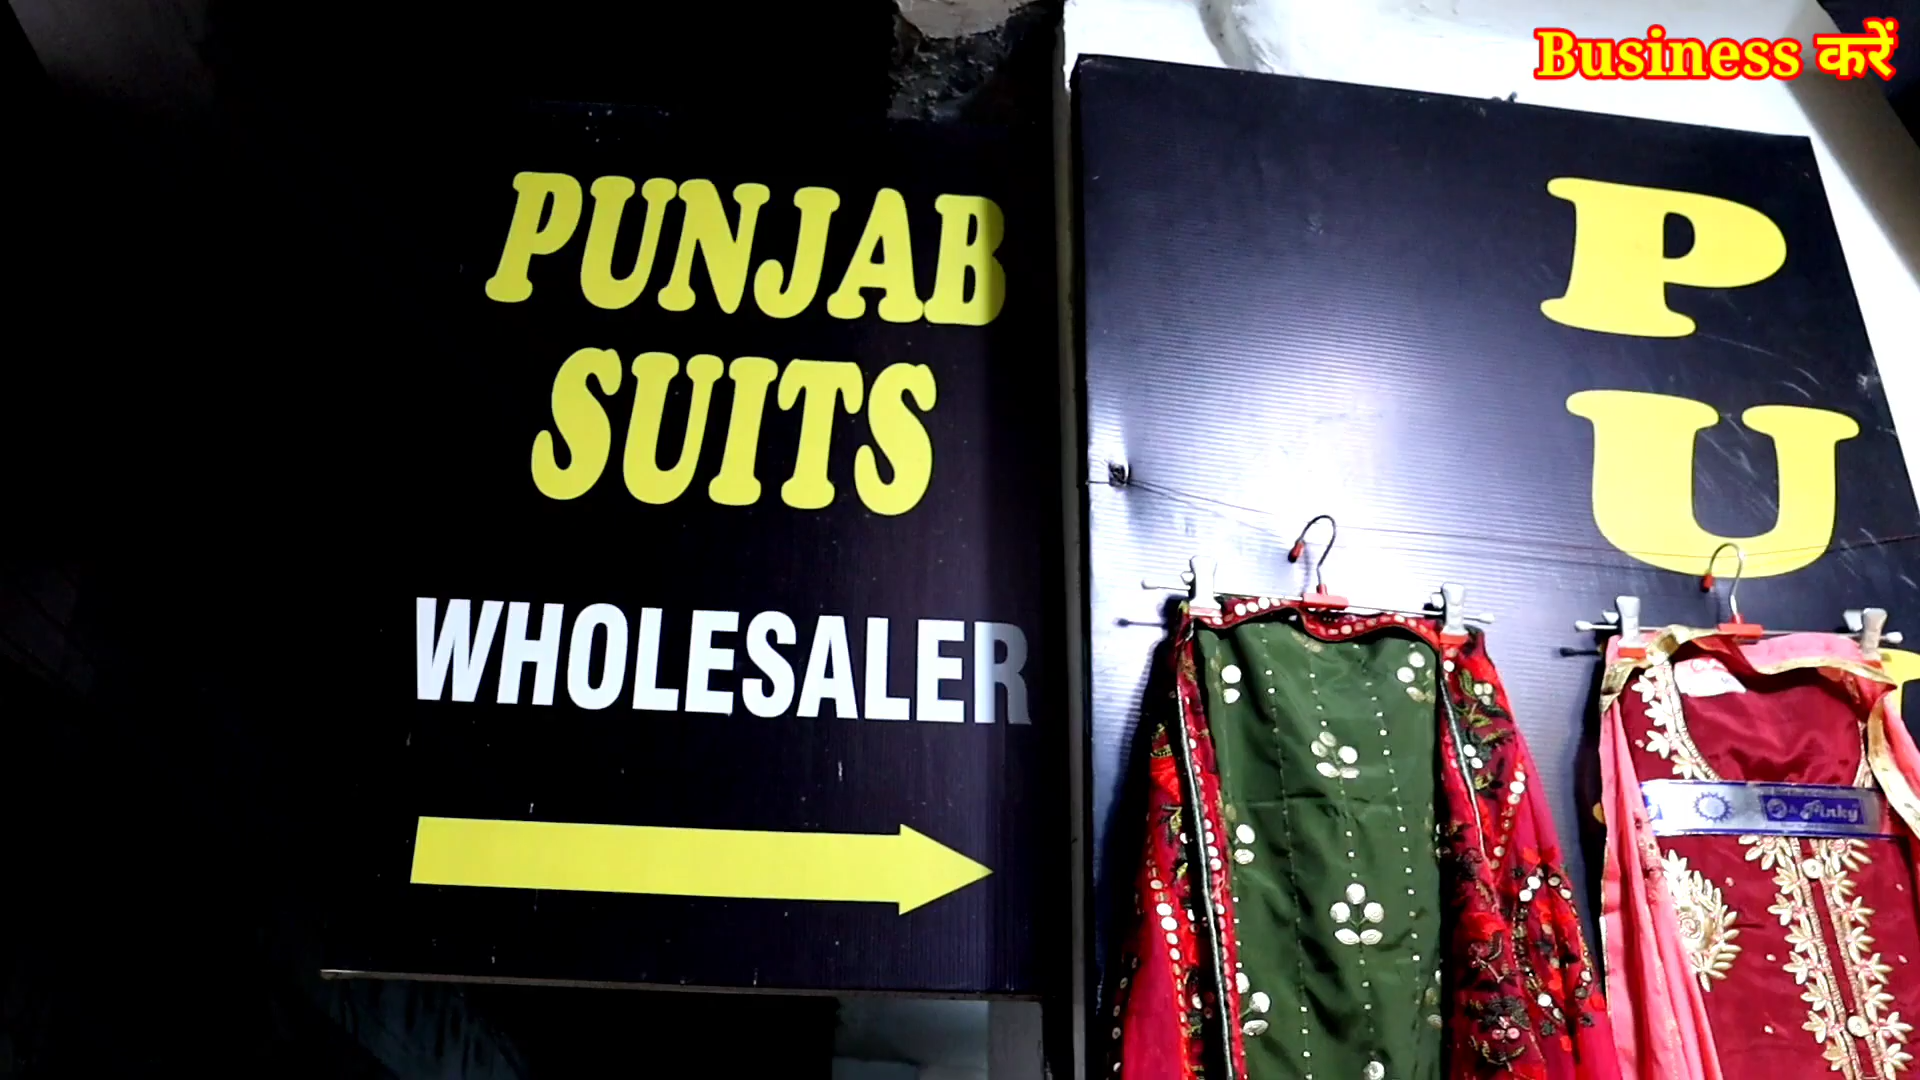 Business करें
PUNJAB
SUITS
WHOLESALER
P
U
Pinky